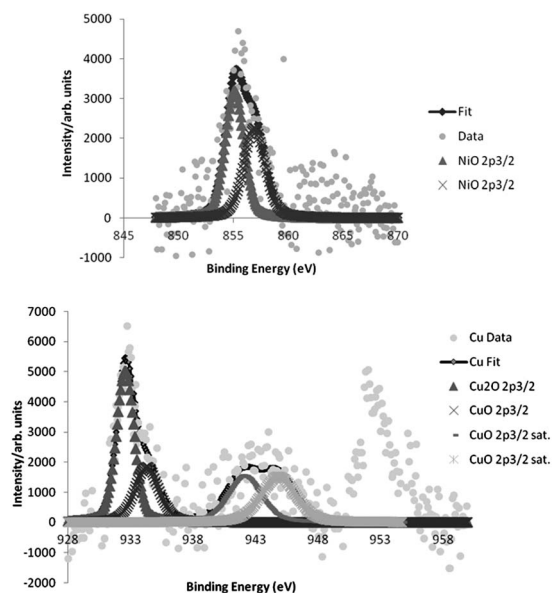 5000
4000
3000
2000
1000
0
-1000
845
850
855
860
865
870
Intensity/arb. units
Binding Energy (eV)
Fit
Data
NiO 2p3/2
NiO 2p3/2
7000
6000
5000
4000
3000
2000
1000
0
-1000
-2000
928
933
938
943
948
953
958
Intensity/arb. units
Binding Energy (eV)
Cu Data
Cu Fit
Cu2O 2p3/2
CuO 2p3/2
CuO 2p3/2 sat.
CuO 2p3/2 sat.